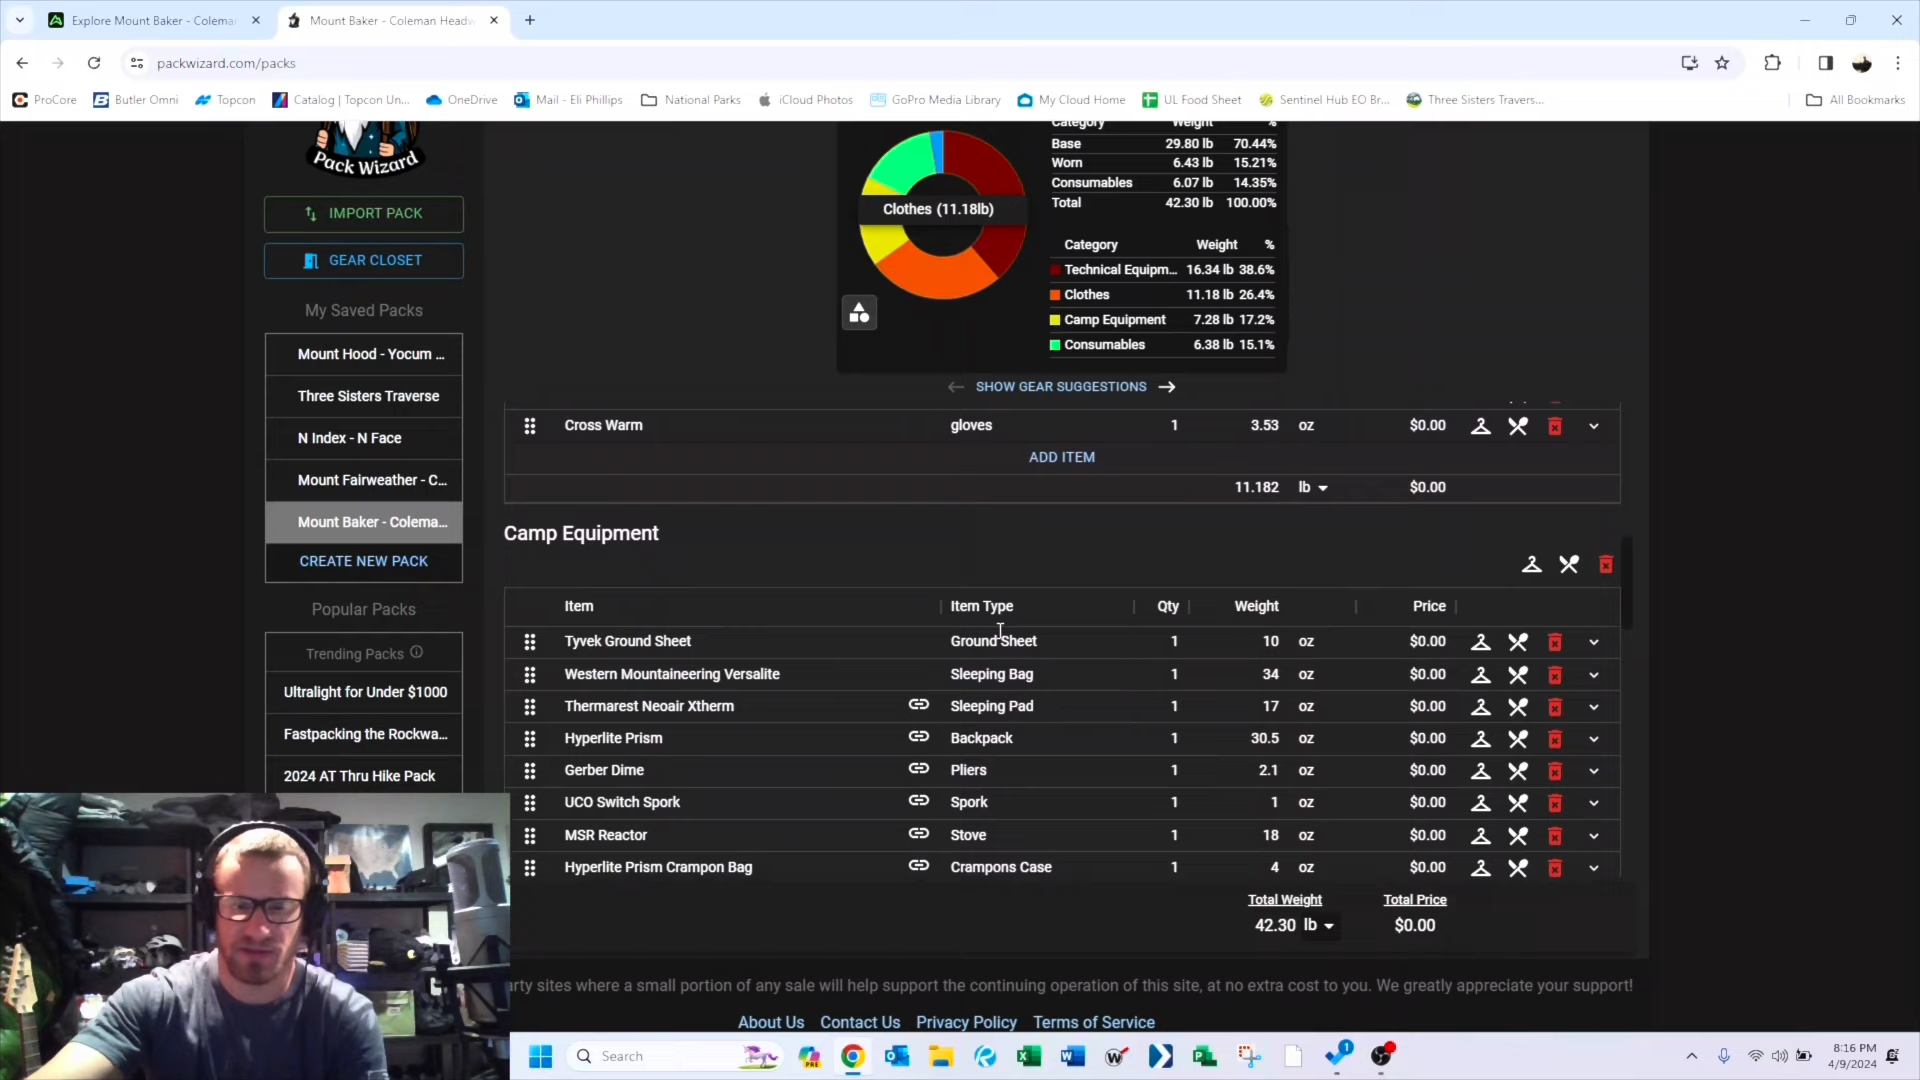 Explore Mount Baker - Coleman
Mount Baker - Coleman Headw
packwizard.com/packs
ProCore
Butler Omni
Topcon
Catalog | Topcon Un...
OneDrive
Mail - Eli Phillips
National Parks
iCloud Photos
GoPro Media Library
My Cloud Home
UL Food Sheet
Sentinel Hub EO Br...
Three Sisters Travers...
All Bookmarks
Pack Wizard
IMPORT PACK
GEAR CLOSET
My Saved Packs
Mount Hood - Yocum ...
Three Sisters Traverse
N Index - N Face
Mount Fairweather - C...
Mount Baker - Colema...
CREATE NEW PACK
Popular Packs
Trending Packs
Ultralight for Under $1000
Fastpacking the Rockwa...
2024 AT Thru Hike Pack
Clothes (11.18lb)
Category Weight %
Base 29.80 lb 70.44%
Worn 6.43 lb 15.21%
Consumables 6.07 lb 14.35%
Total 42.30 lb 100.00%
Category Weight %
Technical Equipm... 16.34 lb 38.6%
Clothes 11.18 lb 26.4%
Camp Equipment 7.28 lb 17.2%
Consumables 6.38 lb 15.1%
SHOW GEAR SUGGESTIONS
Cross Warm gloves 1 3.53 oz $0.00
ADD ITEM
11.182 lb $0.00
Camp Equipment
Item Item Type Qty Weight Price
Tyvek Ground Sheet Ground Sheet 1 10 oz $0.00
Western Mountaineering Versalite Sleeping Bag 1 34 oz $0.00
Thermarest Neoair Xtherm Sleeping Pad 1 17 oz $0.00
Hyperlite Prism Backpack 1 30.5 oz $0.00
Gerber Dime Pliers 1 2.1 oz $0.00
UCO Switch Spork Spork 1 1 oz $0.00
MSR Reactor Stove 1 18 oz $0.00
Hyperlite Prism Crampon Bag Crampons Case 1 4 oz $0.00
Total Weight Total Price
42.30 lb $0.00
arty sites where a small portion of any sale will help support the continuing operation of this site, at no extra cost to you. We greatly appreciate your support!
About Us Contact Us Privacy Policy Terms of Service
Search
PRE
1
8:16 PM
4/9/2024